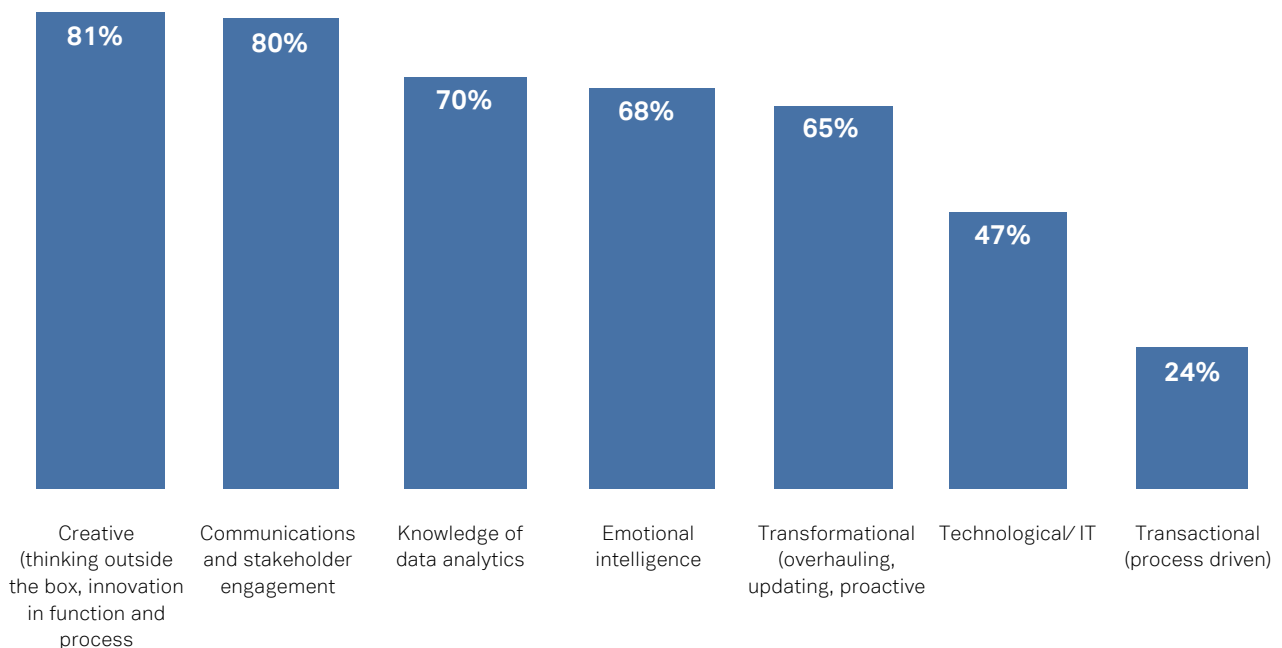 81%
80%
70%
68%
65%
47%
24%
Creative
(thinking outside
the box, innovation
in function and
process
Communications
and stakeholder
engagement
Knowledge of
data analytics
Emotional
intelligence
Transformational
(overhauling,
updating, proactive
Technological/ IT
Transactional
(process driven)